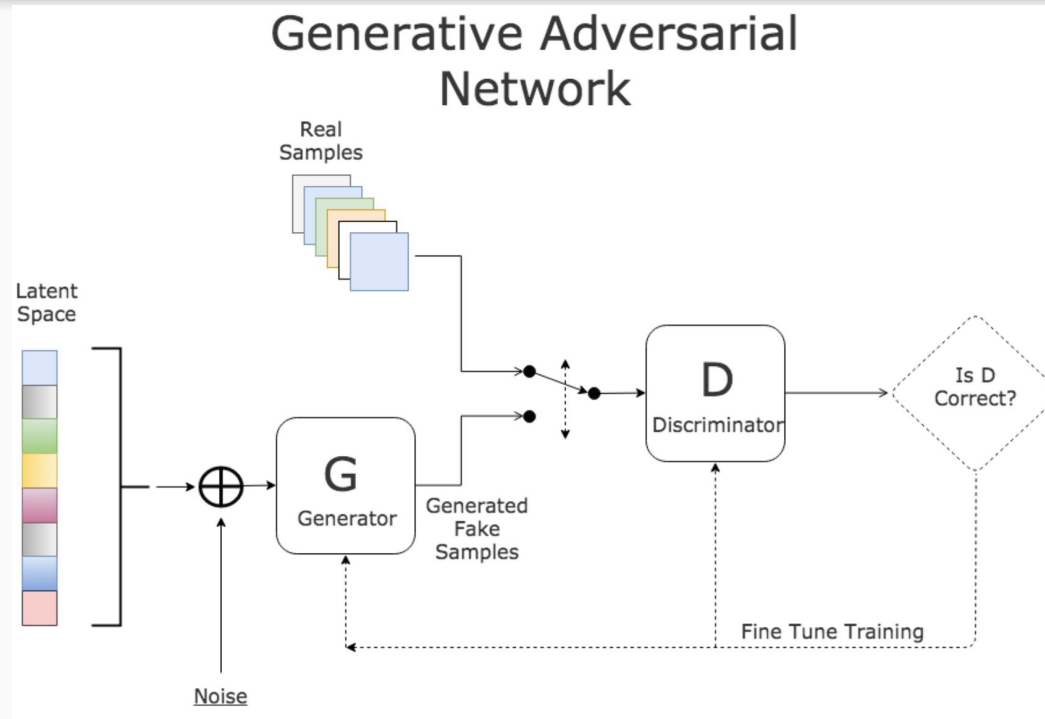 Generative Adversarial
Network
Real
Samples
Latent
Space
Is D
Correct?
D
Discriminator
G
Generator
Generated
Fake
Samples
Fine Tune Training
Noise